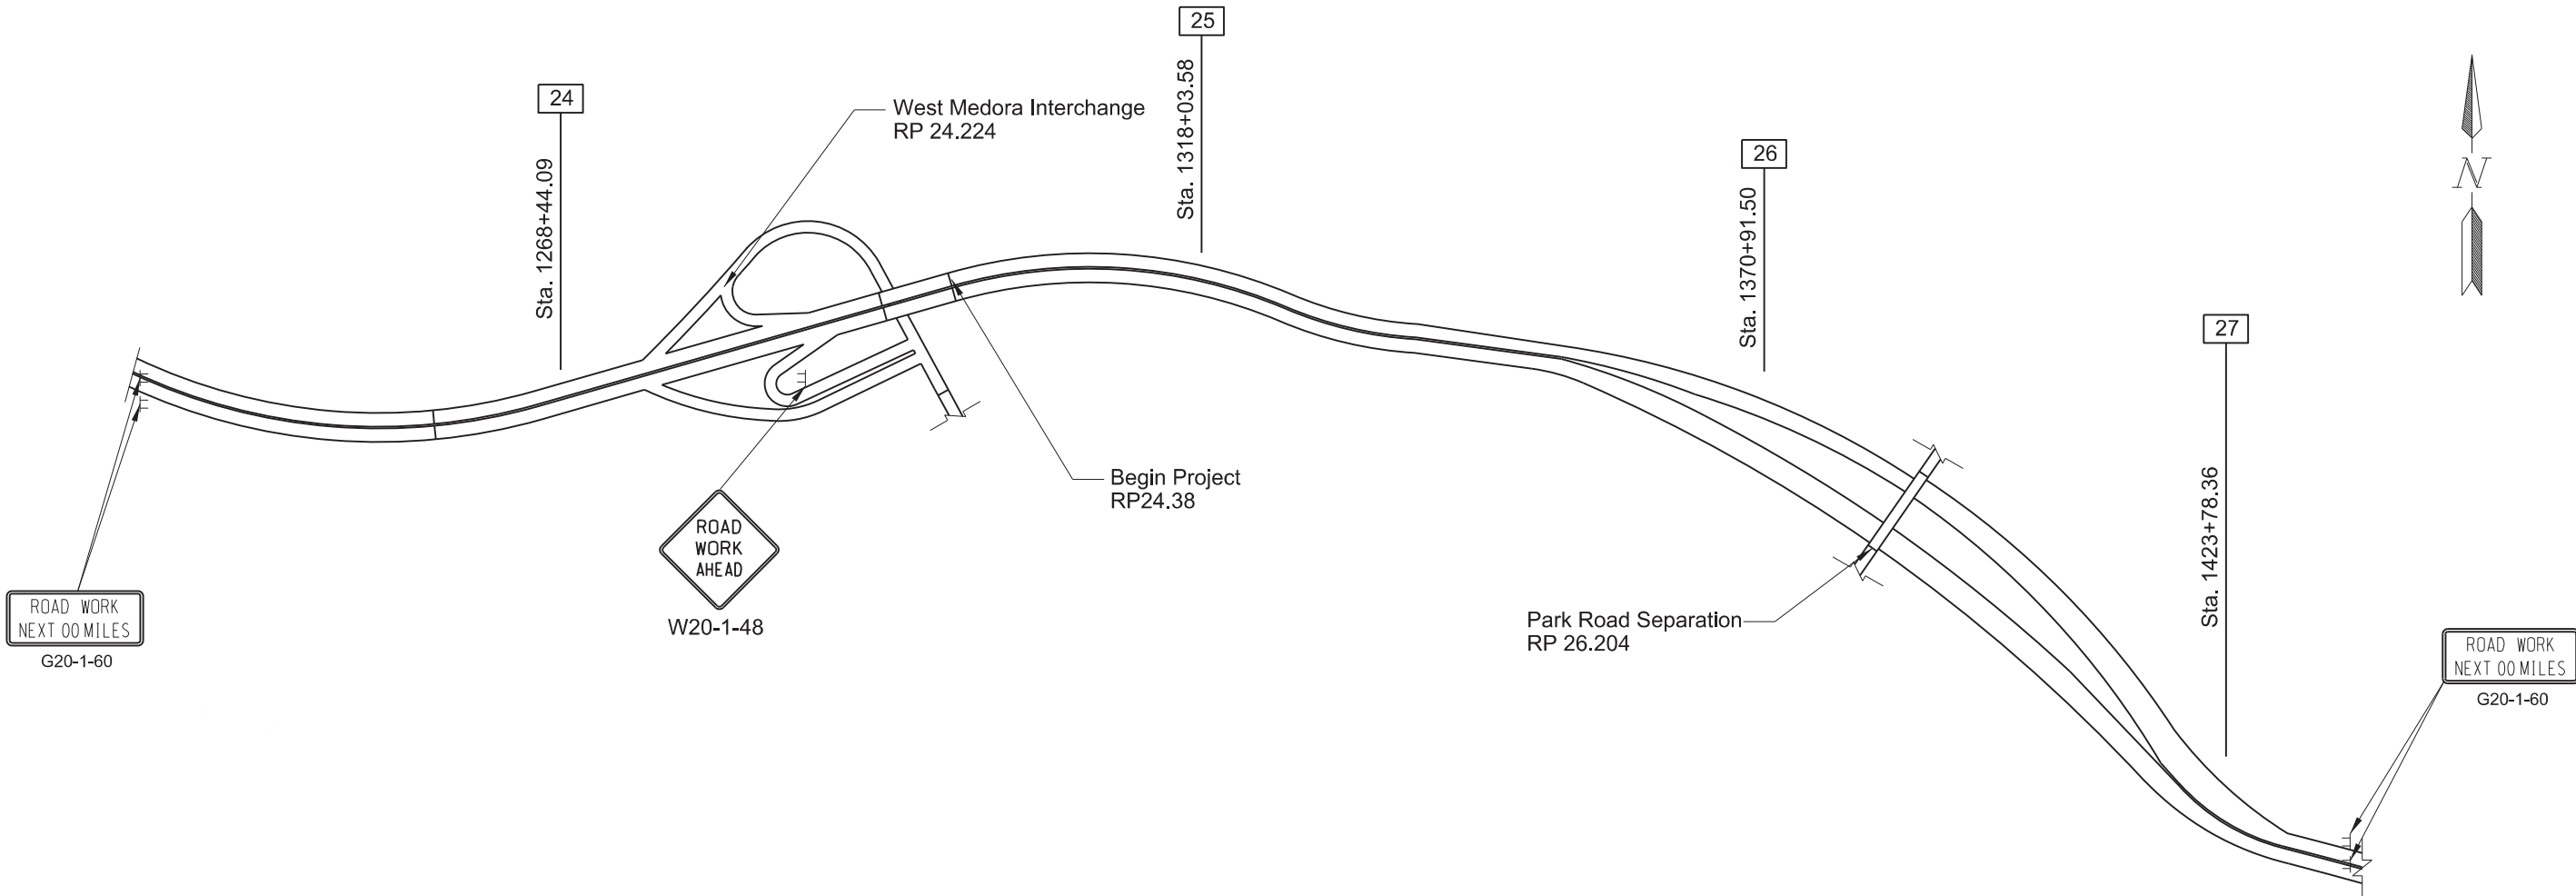 25
24
West Medora Interchange
RP 24.224
Sta. 1318+03.58
26
Sta. 1268+44.09
N
Sta. 1370+91.50
27
Begin Project
RP24.38
Sta. 1423+78.36
ROAD
WORK
AHEAD
W20-1-48
ROAD WORK
NEXT 00 MILES
G20-1-60
Park Road Separation
RP 26.204
ROAD WORK
NEXT 00 MILES
G20-1-60